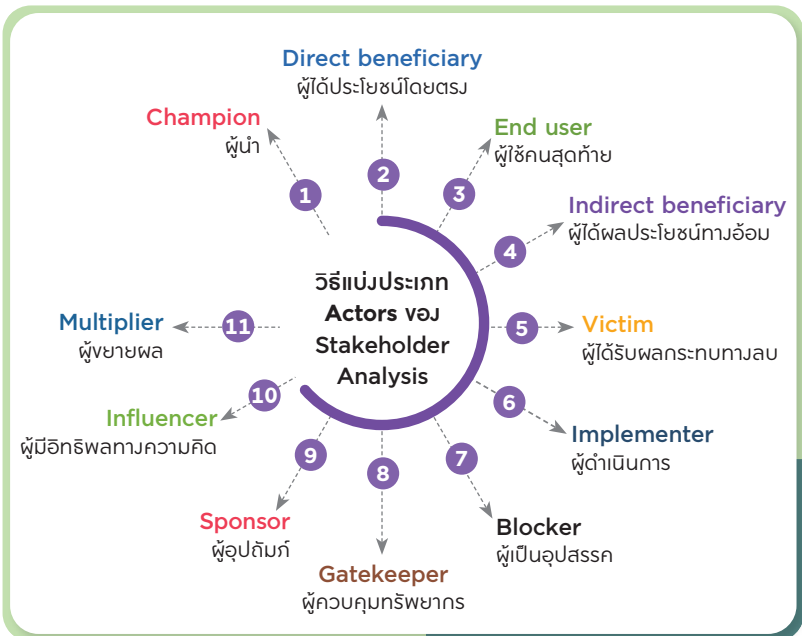 วิธีแบ่งประเภท
Actors ของ
Stakeholder
Analysis
1
Champion
ผู้นำ
2
Direct beneficiary
ผู้ได้ประโยชน์โดยตรง
3
End user
ผู้ใช้คนสุดท้าย
4
Indirect beneficiary
ผู้ได้ผลประโยชน์ทางอ้อม
5
Victim
ผู้ได้รับผลกระทบทางลบ
6
Implementer
ผู้ดำเนินการ
7
Blocker
ผู้เป็นอุปสรรค
8
Gatekeeper
ผู้ควบคุมทรัพยากร
9
Sponsor
ผู้อุปถัมภ์
10
Influencer
ผู้มีอิทธิพลทางความคิด
11
Multiplier
ผู้ขยายผล